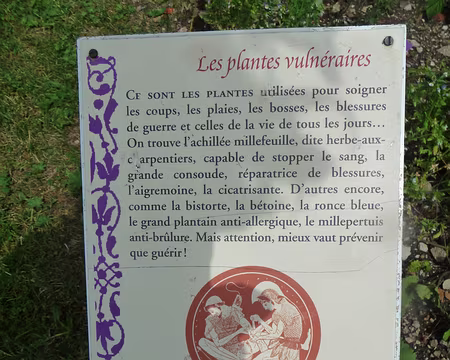 Les plantes vulnéraires
Ce sont les plantes utilisées pour soigner
les coups, les plaies, les bosses, les blessures
de guerre et celles de la vie de tous les jours...
On trouve l'achillée millefeuille, dite herbe-aux-
c arpentiers, capable de stopper le sang, la
grande consoude, réparatrice de blessures,
l'aigremoine, la cicatrisante. D'autres encore,
comme la bistorte, la bétoine, la ronce bleue,
le grand plantain anti-allergique, le millepertuis
anti-brûlure. Mais attention, mieux vaut prévenir
que guérir !